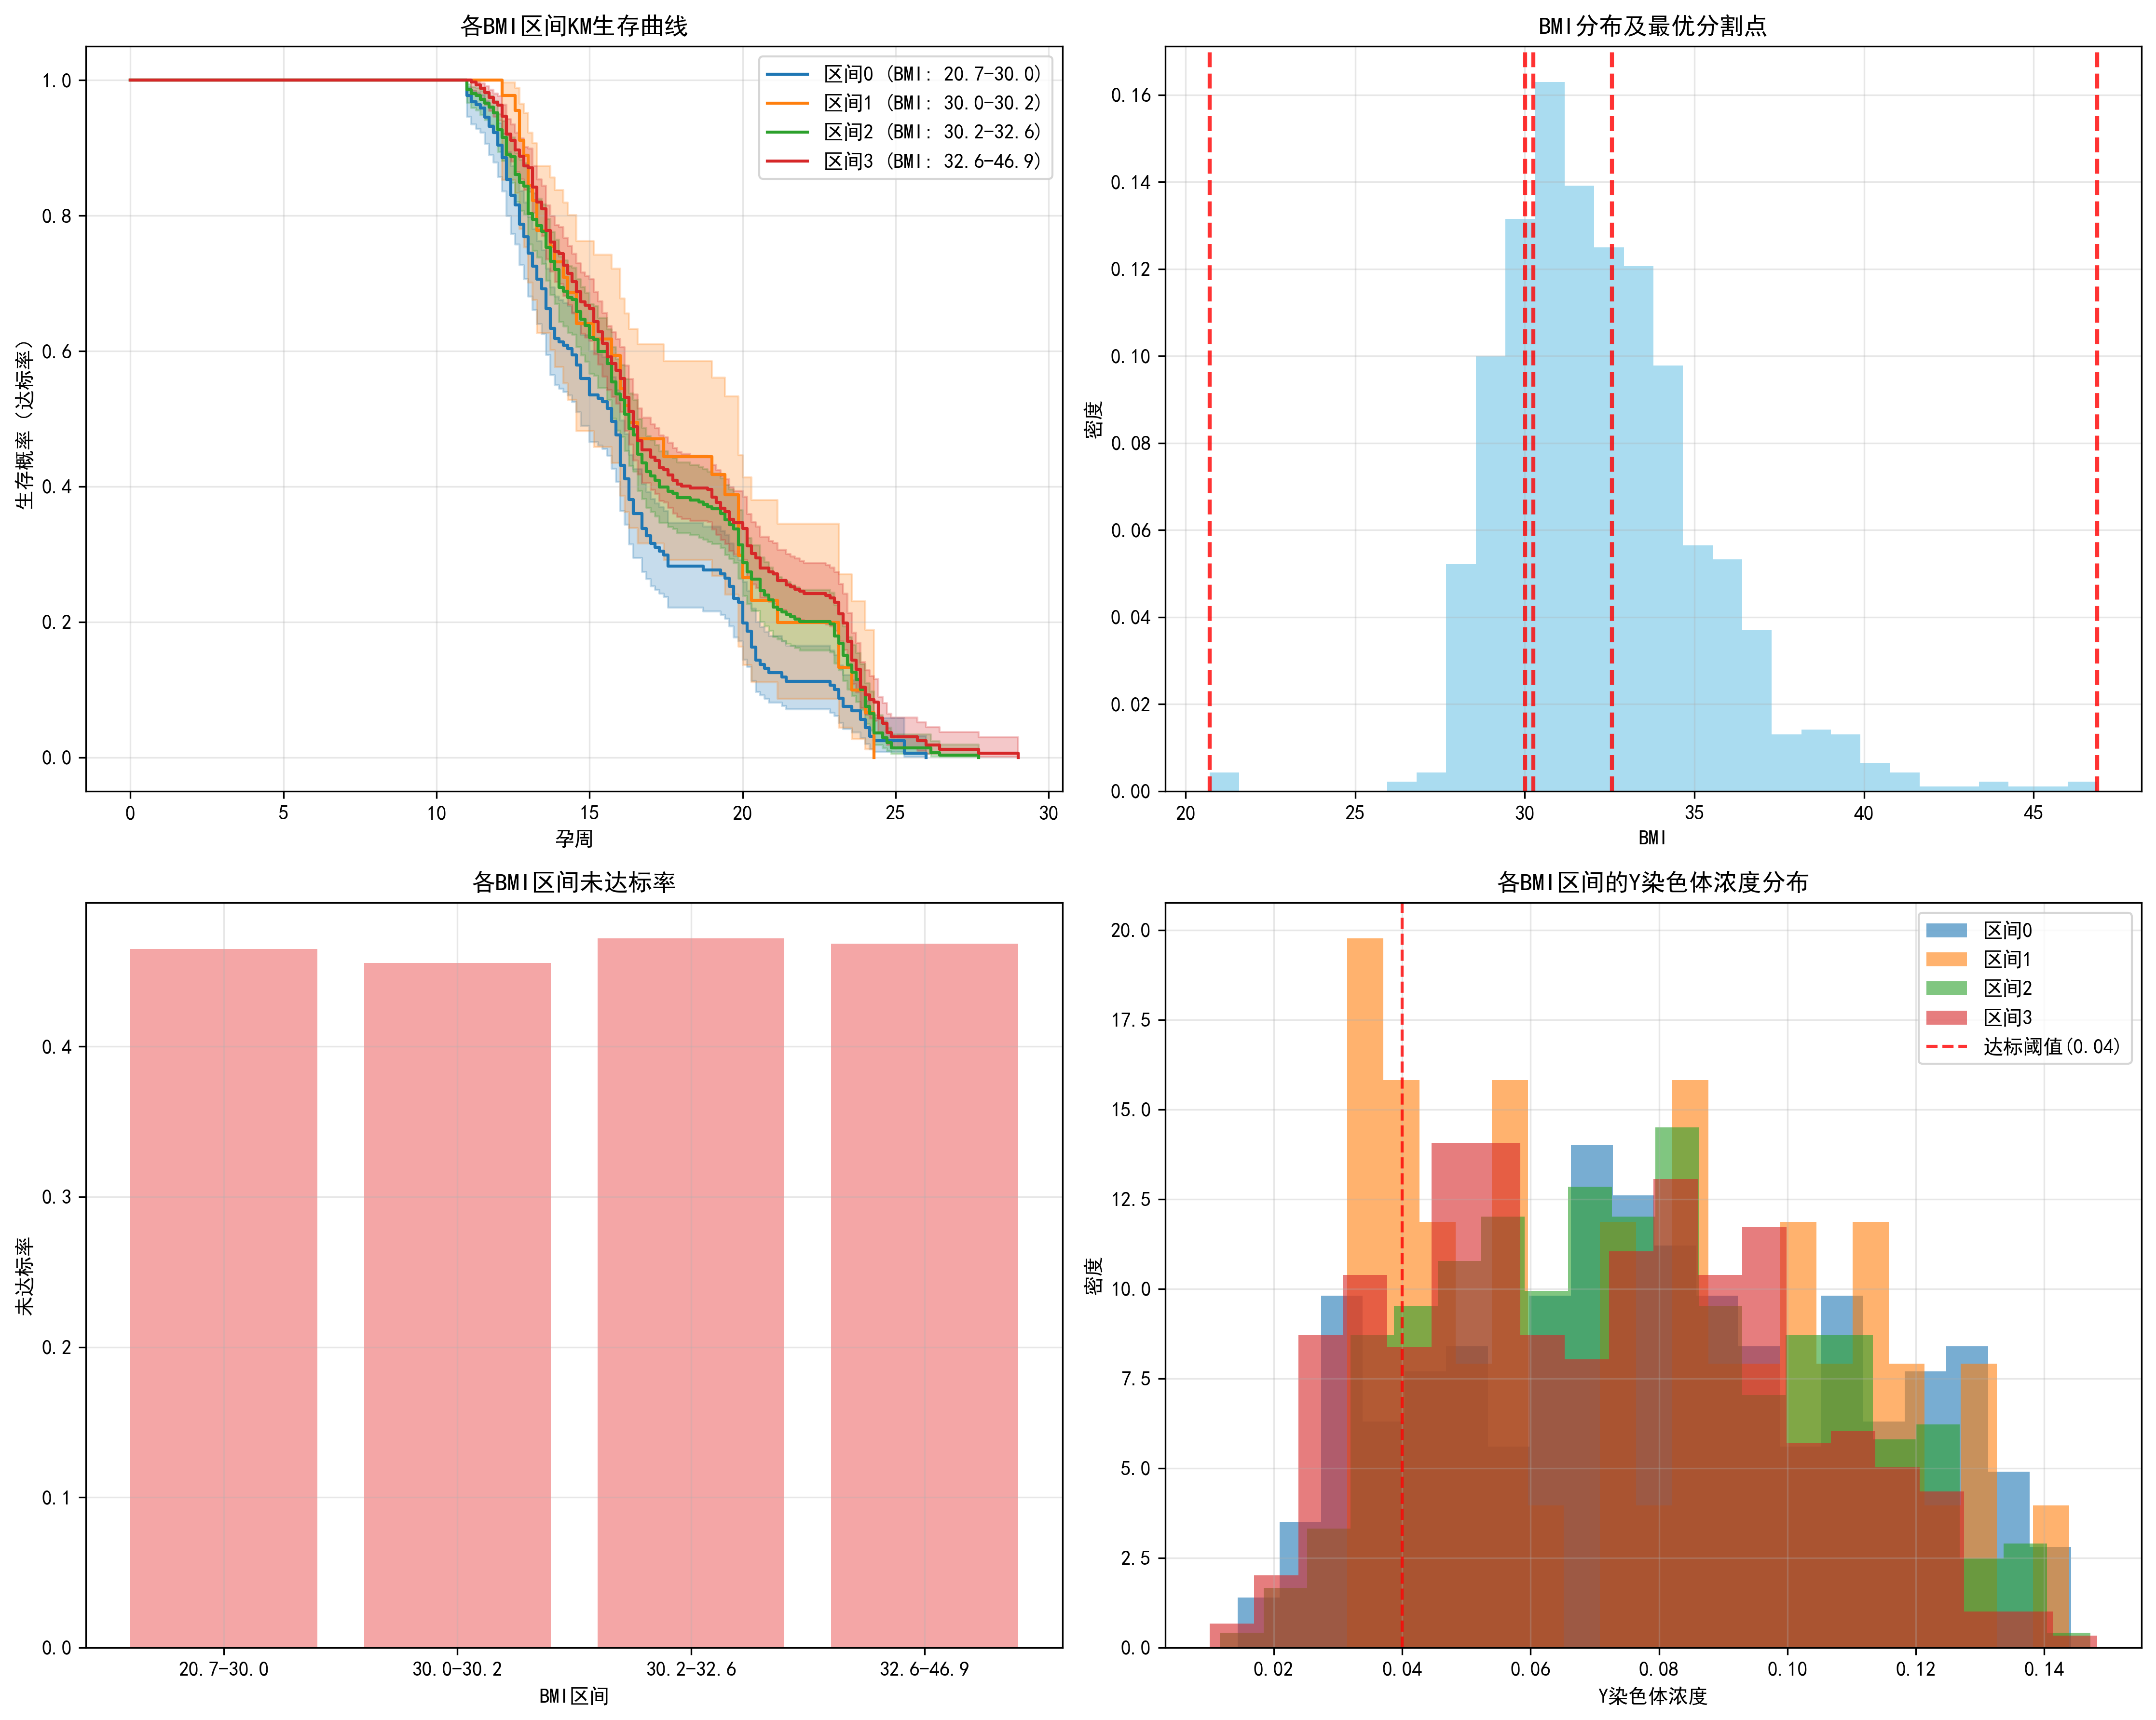 各BMI区间KM生存曲线
生存概率（达标率）
1.0
0.8
0.6
0.4
0.2
0.0
区间0 (BMI: 20.7-30.0)
区间1 (BMI: 30.0-30.2)
区间2 (BMI: 30.2-32.6)
区间3 (BMI: 32.6-46.9)
0 5 10 15 20 25 30
孕周
BMI分布及最优分割点
密度
0.16
0.14
0.12
0.10
0.08
0.06
0.04
0.02
0.00
20 25 30 35 40 45
BMI
各BMI区间未达标率
未达标率
0.4
0.3
0.2
0.1
0.0
20.7-30.0 30.0-30.2 30.2-32.6 32.6-46.9
BMI区间
各BMI区间的Y染色体浓度分布
密度
20.0
17.5
15.0
12.5
10.0
7.5
5.0
2.5
0.0
区间0
区间1
区间2
区间3
达标阈值(0.04)
0.02 0.04 0.06 0.08 0.10 0.12 0.14
Y染色体浓度